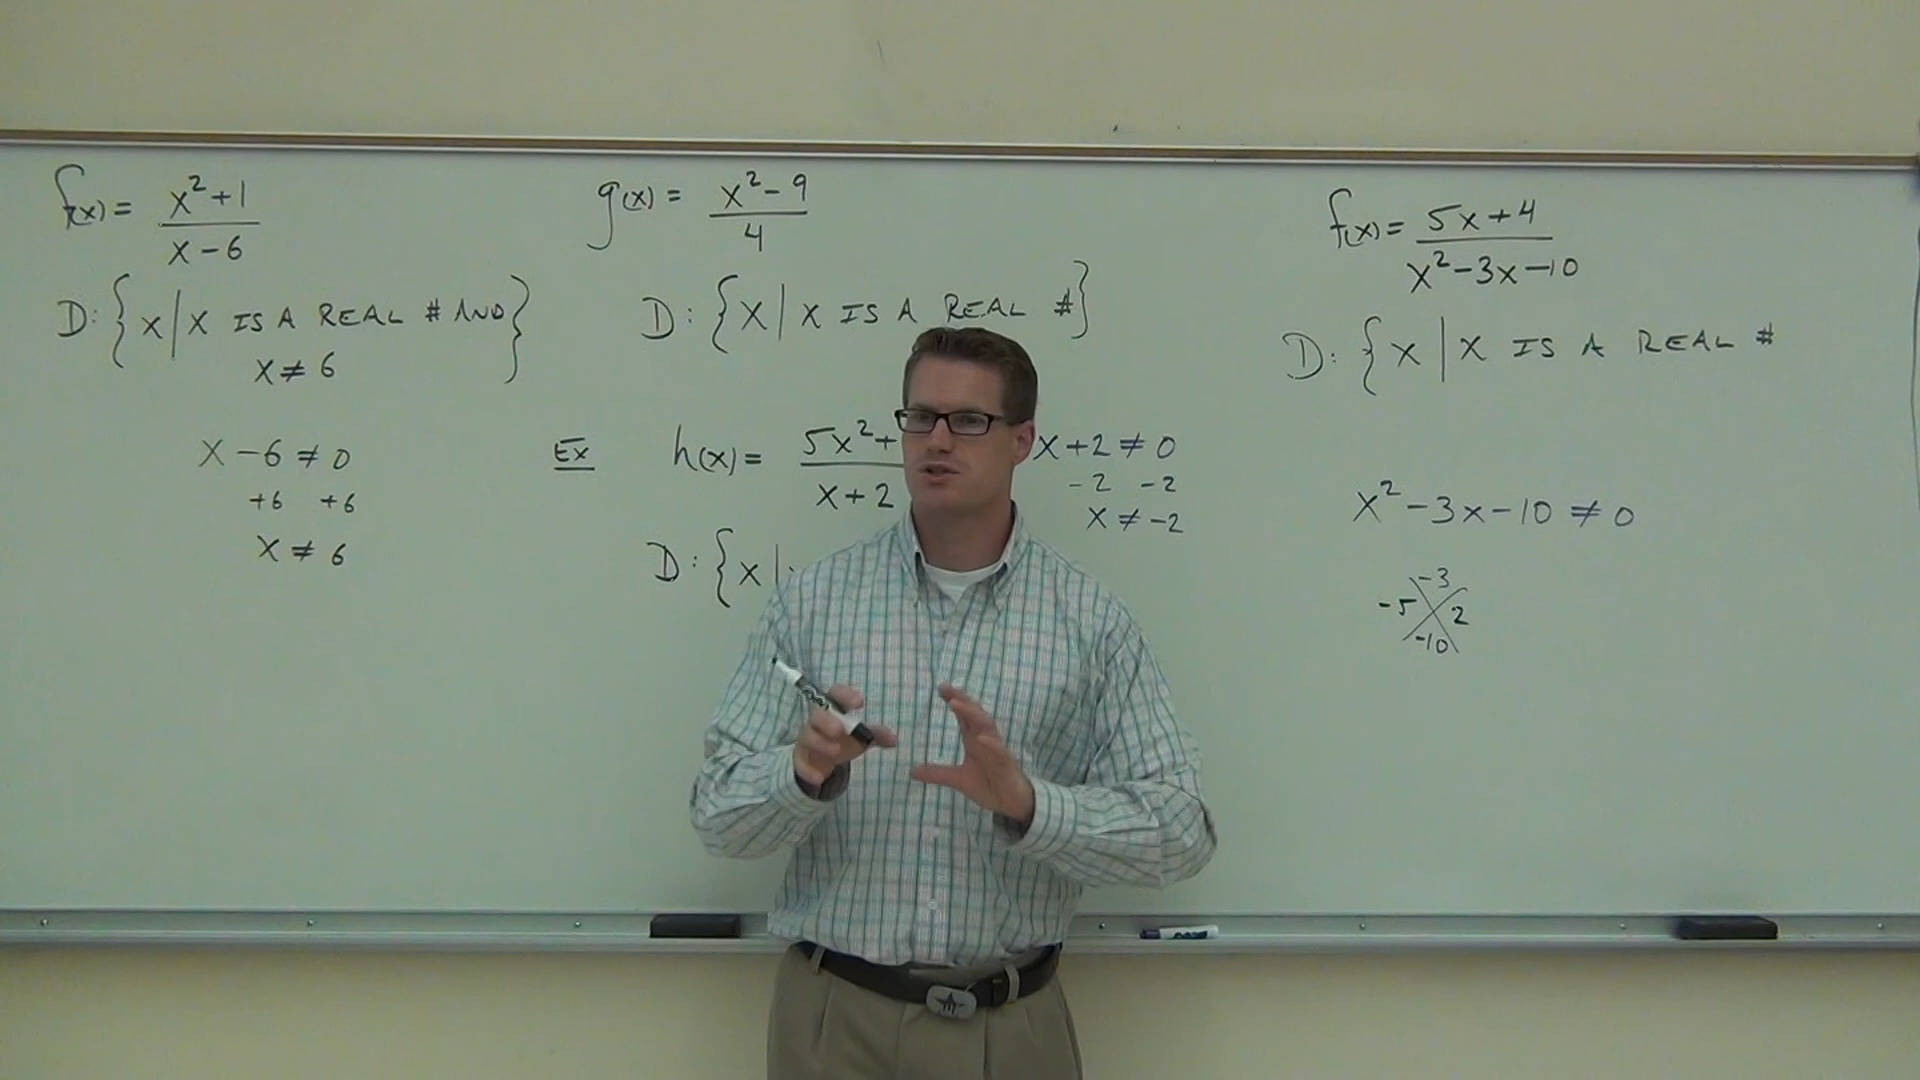 f(x) = x²+1
x-6
D: {x | x IS A REAL # AND}
x ≠ 6
x - 6 ≠ 0
+6 +6
x ≠ 6
g(x) = x² - 9
4
D: {x | x IS A REAL #}
Ex h(x) = 5x²+
x+2
x+2 ≠ 0
-2 -2
x ≠ -2
D: {x |
f(x) = 5x+4
x²-3x-10
D: {x | x IS A REAL #
x² - 3x - 10 ≠ 0
-3
-5 2
-10